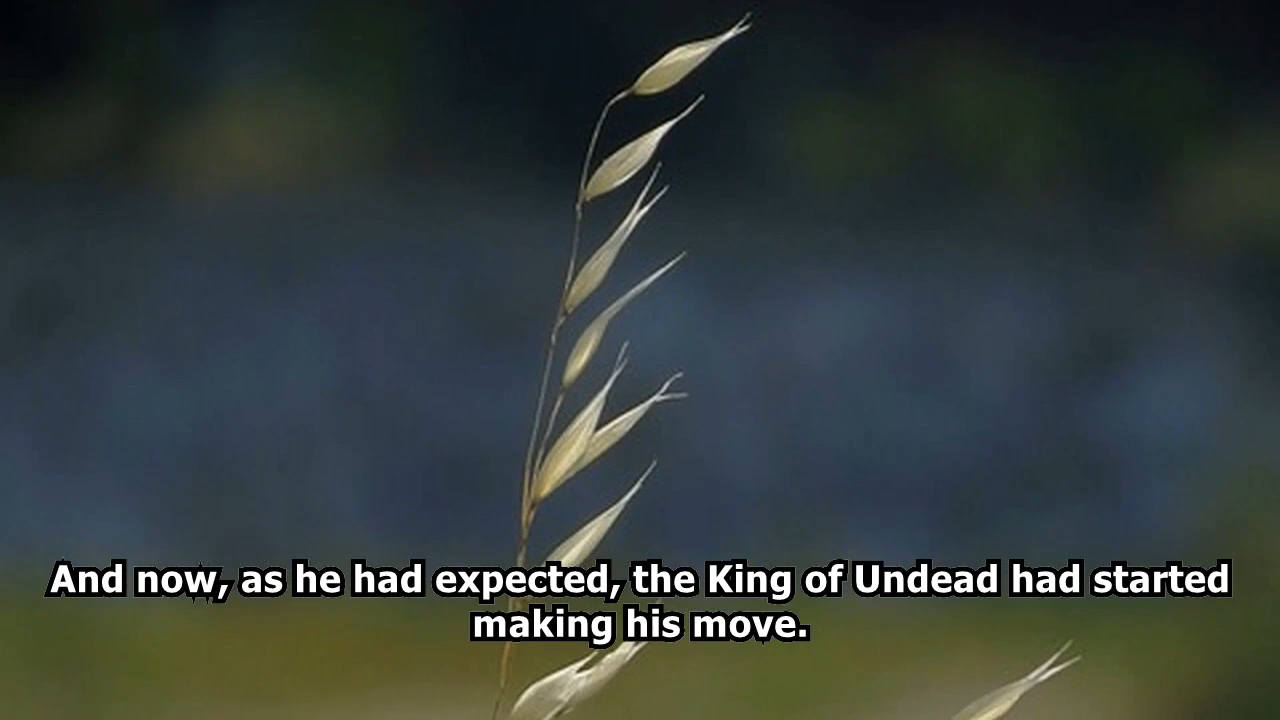 And now, as he had expected, the King of Undead had started
making his move.